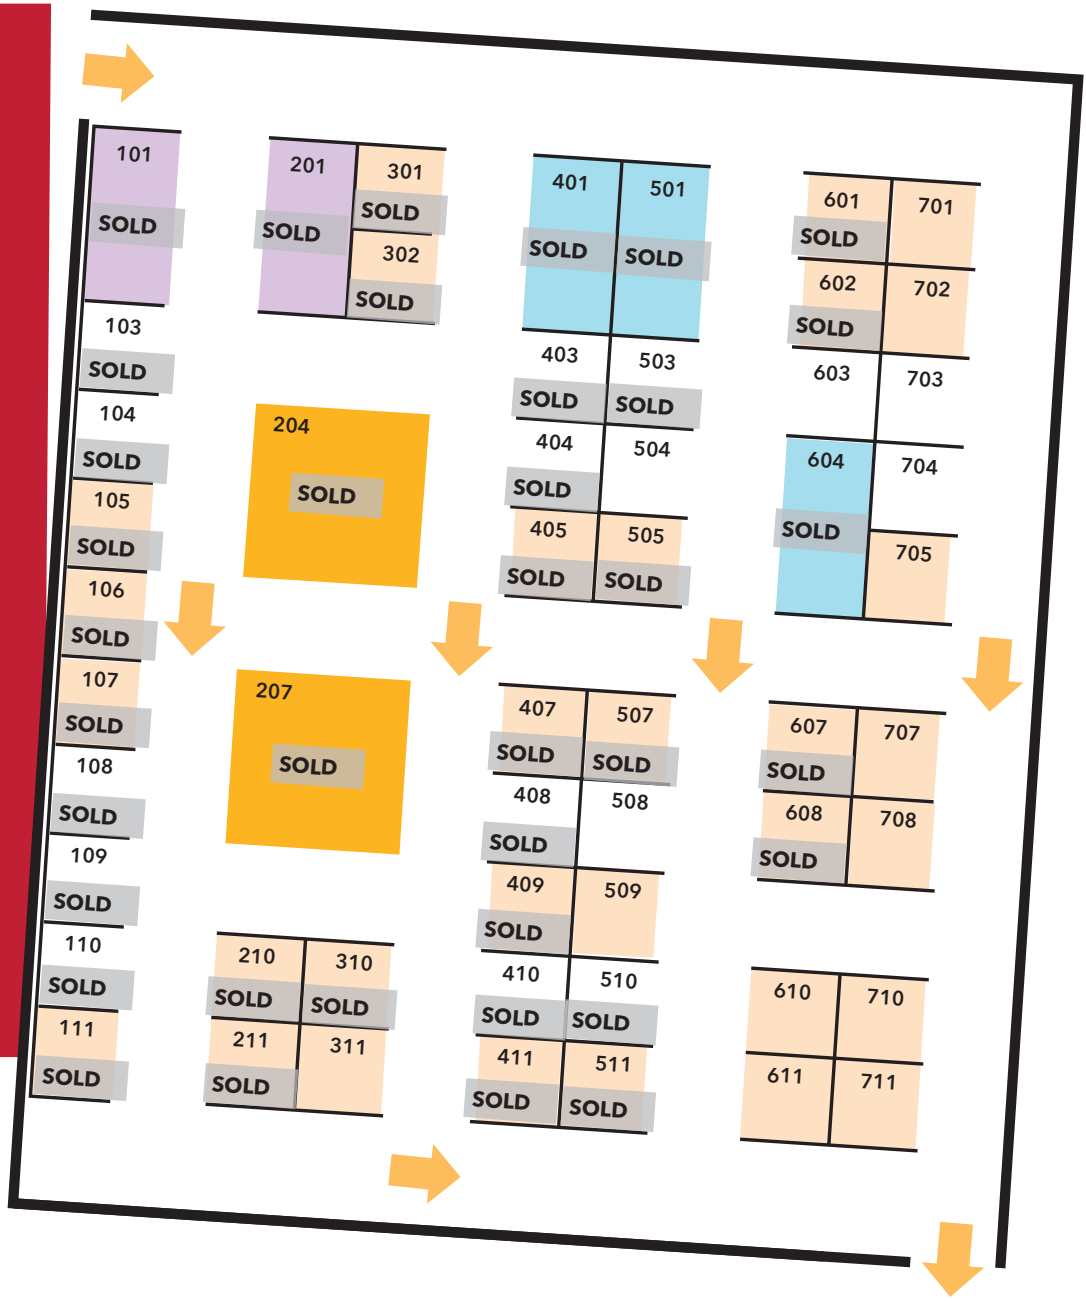 101
SOLD
103
SOLD
104
SOLD
105
SOLD
106
SOLD
107
SOLD
108
SOLD
109
SOLD
110
SOLD
111
SOLD
201
SOLD
301
SOLD
302
SOLD
204
SOLD
207
SOLD
210
SOLD
310
SOLD
211
SOLD
311
401
SOLD
501
SOLD
403
SOLD
503
SOLD
404
SOLD
504
405
SOLD
505
SOLD
407
SOLD
507
SOLD
408
SOLD
508
409
SOLD
509
410
SOLD
510
SOLD
411
SOLD
511
SOLD
601
SOLD
701
602
SOLD
702
603
703
604
SOLD
704
705
607
SOLD
707
608
SOLD
708
610
710
611
711